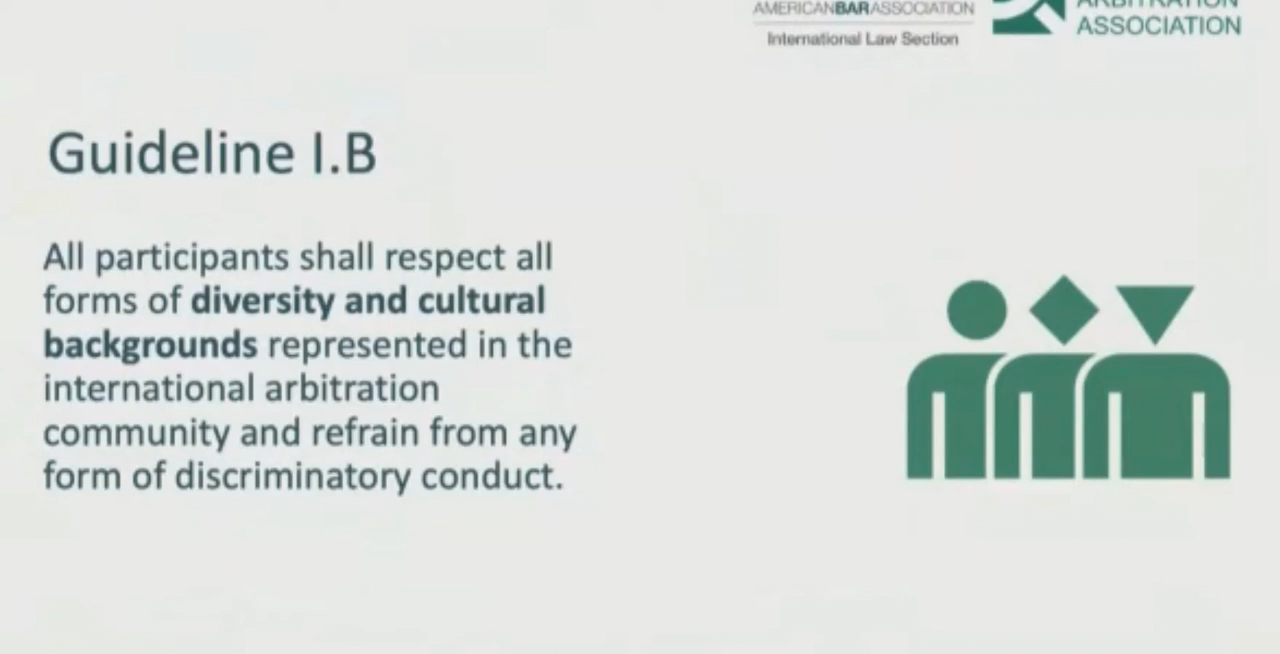 AMERICANBARASSOCIATION
International Law Section
ARBITRATION
ASSOCIATION
Guideline I.B
All participants shall respect all
forms of diversity and cultural
backgrounds represented in the
international arbitration
community and refrain from any
form of discriminatory conduct.